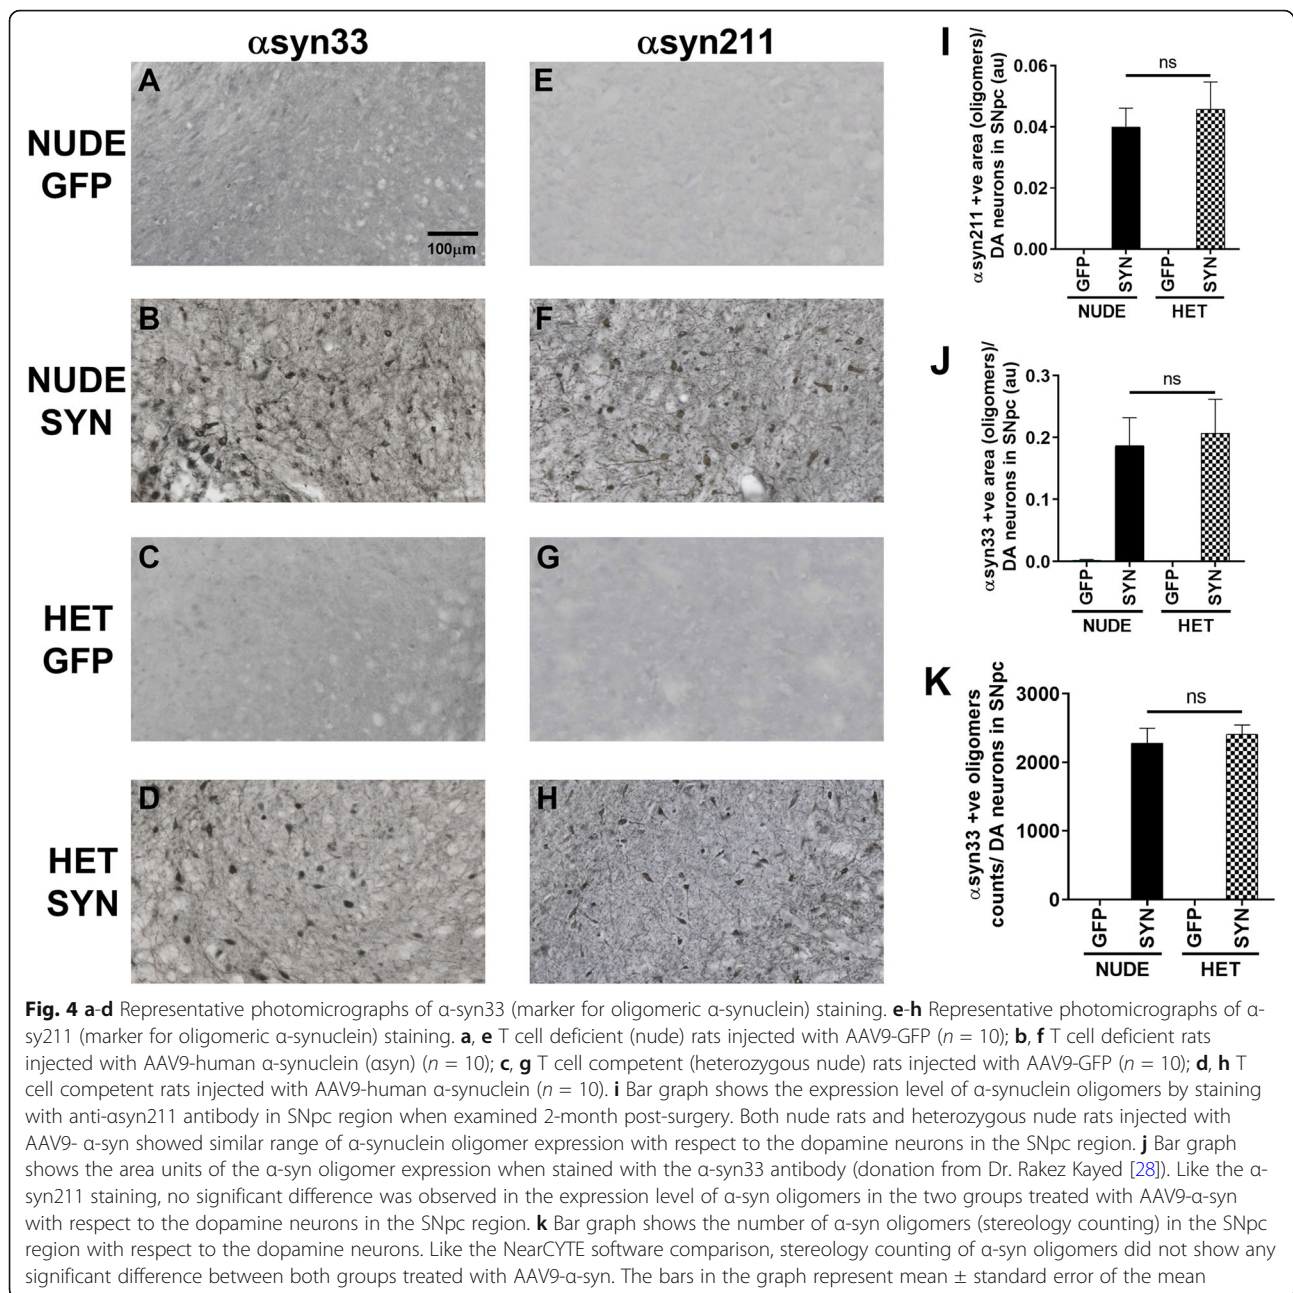 αsyn33
αsyn211
NUDE
GFP
A
100μm
E
NUDE
SYN
B
F
HET
GFP
C
G
HET
SYN
D
H
I
αsyn211 +ve area (oligomers)/
DA neurons in SNpc (au)
0.06
0.04
0.02
0.00
ns
GFP
SYN
GFP
SYN
NUDE
HET
J
αsyn33 +ve area (oligomers)/
DA neurons in SNpc (au)
0.3
0.2
0.1
0.0
ns
GFP
SYN
GFP
SYN
NUDE
HET
K
αsyn33 +ve oligomers
counts/ DA neurons in SNpc
3000
2000
1000
0
ns
GFP
SYN
GFP
SYN
NUDE
HET
Fig. 4 a-d Representative photomicrographs of α-syn33 (marker for oligomeric α-synuclein) staining. e-h Representative photomicrographs of α-
sy211 (marker for oligomeric α-synuclein) staining. a, e T cell deficient (nude) rats injected with AAV9-GFP (n = 10); b, f T cell deficient rats
injected with AAV9-human α-synuclein (αsyn) (n = 10); c, g T cell competent (heterozygous nude) rats injected with AAV9-GFP (n = 10); d, h T
cell competent rats injected with AAV9-human α-synuclein (n = 10). i Bar graph shows the expression level of α-synuclein oligomers by staining
with anti-αsyn211 antibody in SNpc region when examined 2-month post-surgery. Both nude rats and heterozygous nude rats injected with
AAV9- α-syn showed similar range of α-synuclein oligomer expression with respect to the dopamine neurons in the SNpc region. j Bar graph
shows the area units of the α-syn oligomer expression when stained with the α-syn33 antibody (donation from Dr. Rakez Kayed [28]). Like the α-
syn211 staining, no significant difference was observed in the expression level of α-syn oligomers in the two groups treated with AAV9-α-syn
with respect to the dopamine neurons in the SNpc region. k Bar graph shows the number of α-syn oligomers (stereology counting) in the SNpc
region with respect to the dopamine neurons. Like the NearCYTE software comparison, stereology counting of α-syn oligomers did not show any
significant difference between both groups treated with AAV9-α-syn. The bars in the graph represent mean ± standard error of the mean